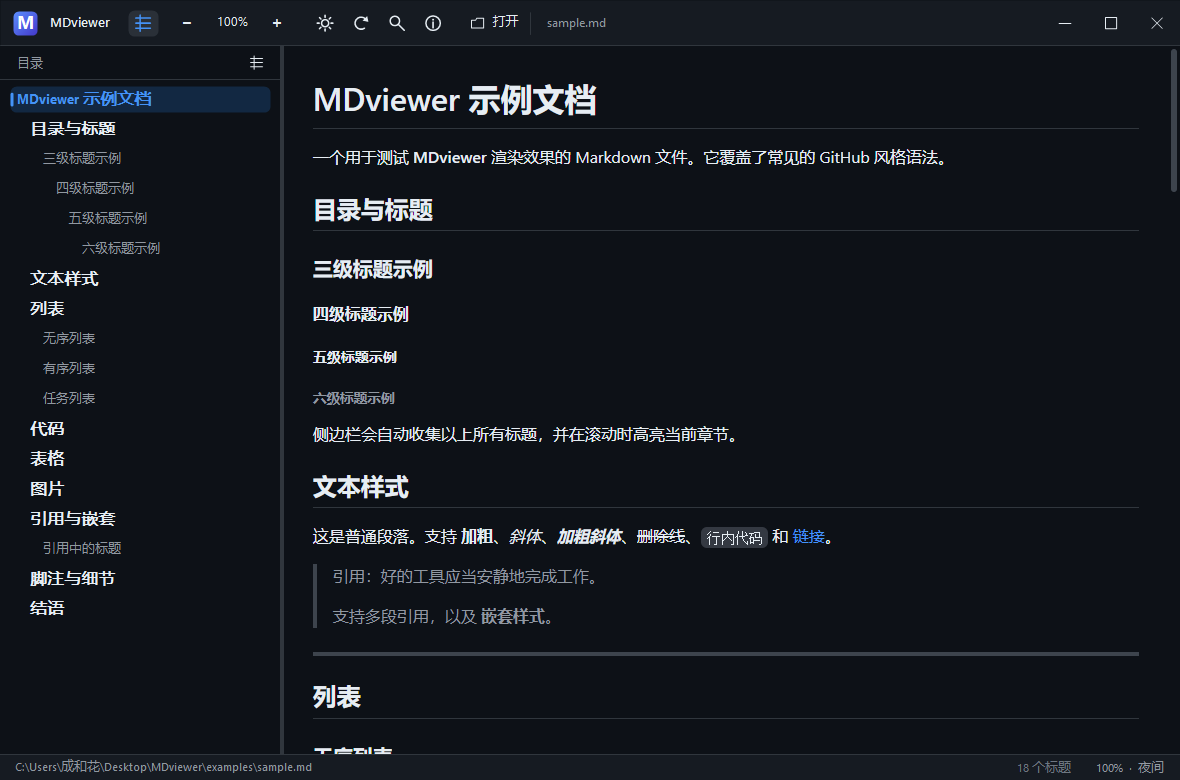 M MDviewer − 100% + 打开 sample.md
目录
MDviewer 示例文档
目录与标题
三级标题示例
四级标题示例
五级标题示例
六级标题示例
文本样式
列表
无序列表
有序列表
任务列表
代码
表格
图片
引用与嵌套
引用中的标题
脚注与细节
结语
MDviewer 示例文档
一个用于测试 MDviewer 渲染效果的 Markdown 文件。它覆盖了常见的 GitHub 风格语法。
目录与标题
三级标题示例
四级标题示例
五级标题示例
六级标题示例
侧边栏会自动收集以上所有标题，并在滚动时高亮当前章节。
文本样式
这是普通段落。支持 加粗、斜体、加粗斜体、删除线、行内代码 和 链接。
引用：好的工具应当安静地完成工作。
支持多段引用，以及 嵌套样式。
列表
无序列表
C:\Users\成和花\Desktop\MDviewer\examples\sample.md
18 个标题 100% · 夜间